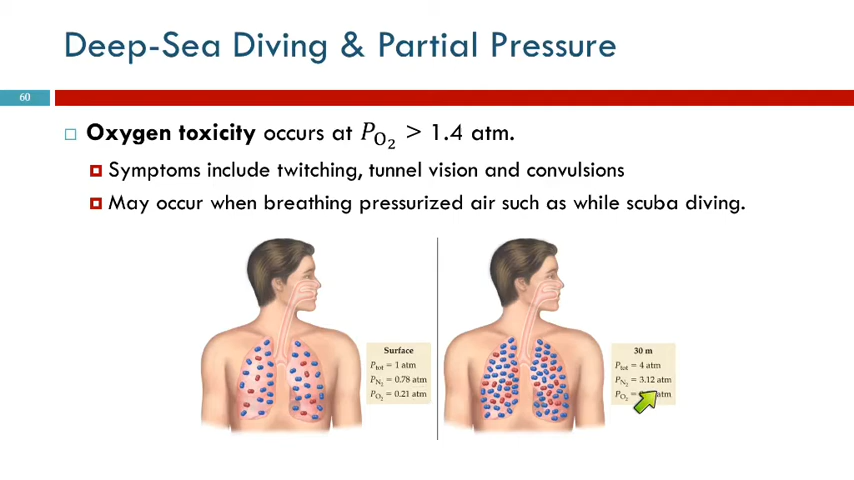 Deep-Sea Diving & Partial Pressure
60
Oxygen toxicity occurs at P_O₂ > 1.4 atm.
Symptoms include twitching, tunnel vision and convulsions
May occur when breathing pressurized air such as while scuba diving.
Surface
P_tot = 1 atm
P_N₂ = 0.78 atm
P_O₂ = 0.21 atm
30 m
P_tot = 4 atm
P_N₂ = 3.12 atm
P_O₂ = atm